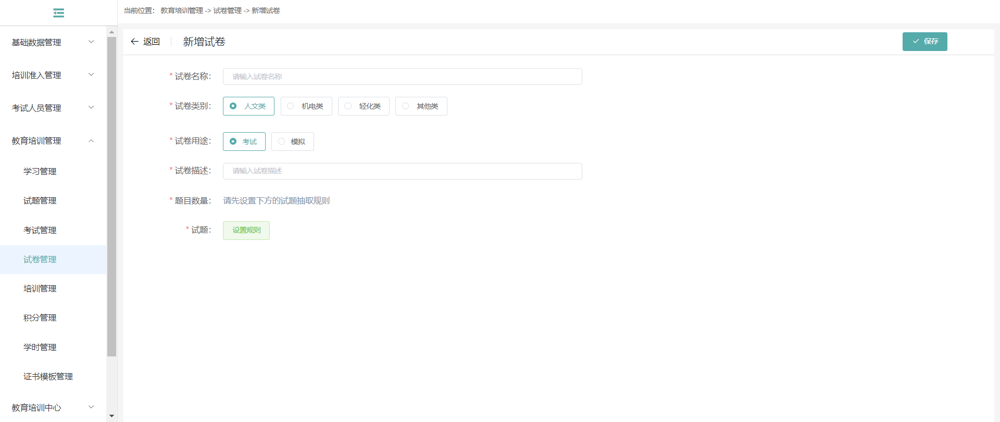 当前位置： 教育培训管理 -> 试卷管理 -> 新增试卷
基础数据管理
培训准入管理
考试人员管理
教育培训管理
学习管理
试题管理
考试管理
试卷管理
培训管理
积分管理
学时管理
证书模板管理
教育培训中心
返回 新增试卷 保存
* 试卷名称： 请输入试卷名称
* 试卷类别： 人文类 机电类 轻化类 其他类
* 试卷用途： 考试 模拟
* 试卷描述： 请输入试卷描述
* 题目数量： 请先设置下方的试题抽取规则
* 试题： 设置规则